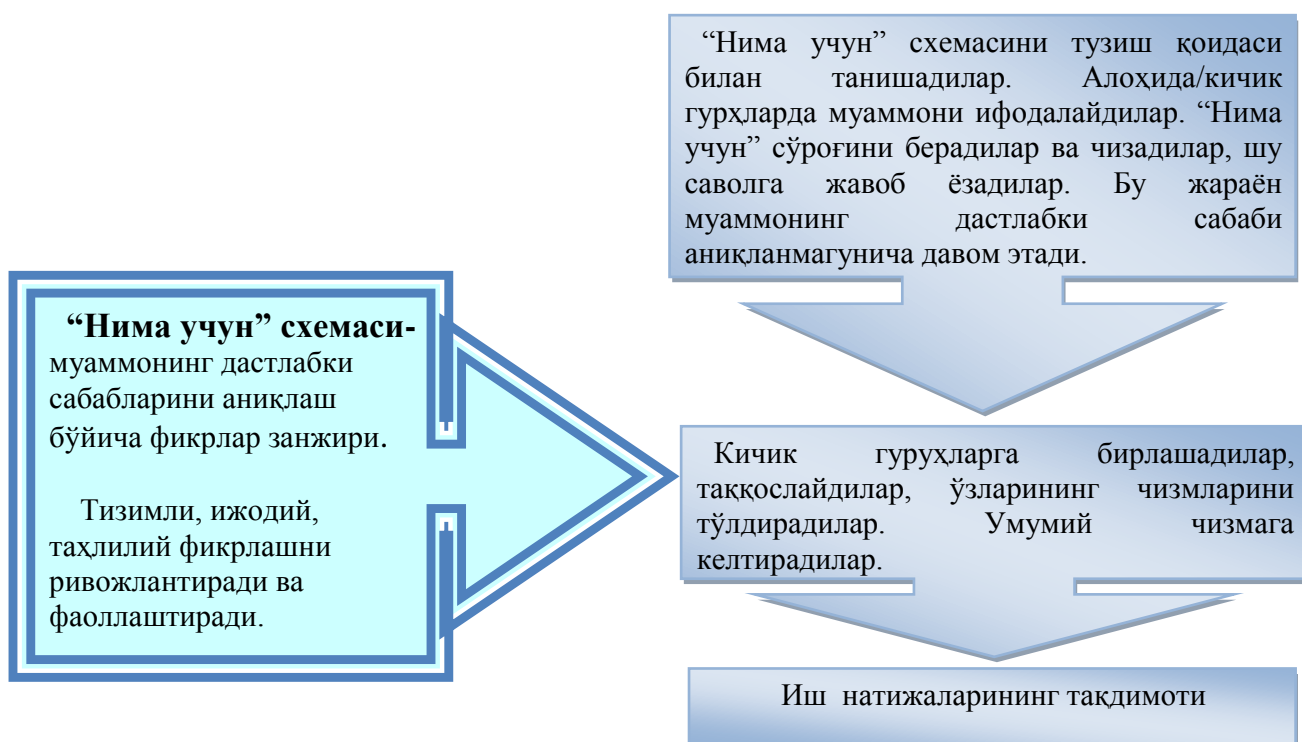 “Нима учун” схемасини тузиш қоидаси
билан танишадилар. Алоҳида/кичик
гурҳларда муаммони ифодалайдилар. “Нима
учун” сўроғини берадилар ва чизадилар, шу
саволга жавоб ёзадилар. Бу жараён
муаммонинг дастлабки сабаби
аниқланмагунича давом этади.
“Нима учун” схемаси-
муаммонинг дастлабки
сабабларини аниқлаш
бўйича фикрлар занжири.
Тизимли, ижодий,
таҳлилий фикрлашни
ривожлантиради ва
фаоллаштиради.
Кичик гуруҳларга бирлашадилар,
таққослайдилар, ўзларининг чизмларини
тўлдирадилар. Умумий чизмага
келтирадилар.
Иш натижаларининг тақдимоти